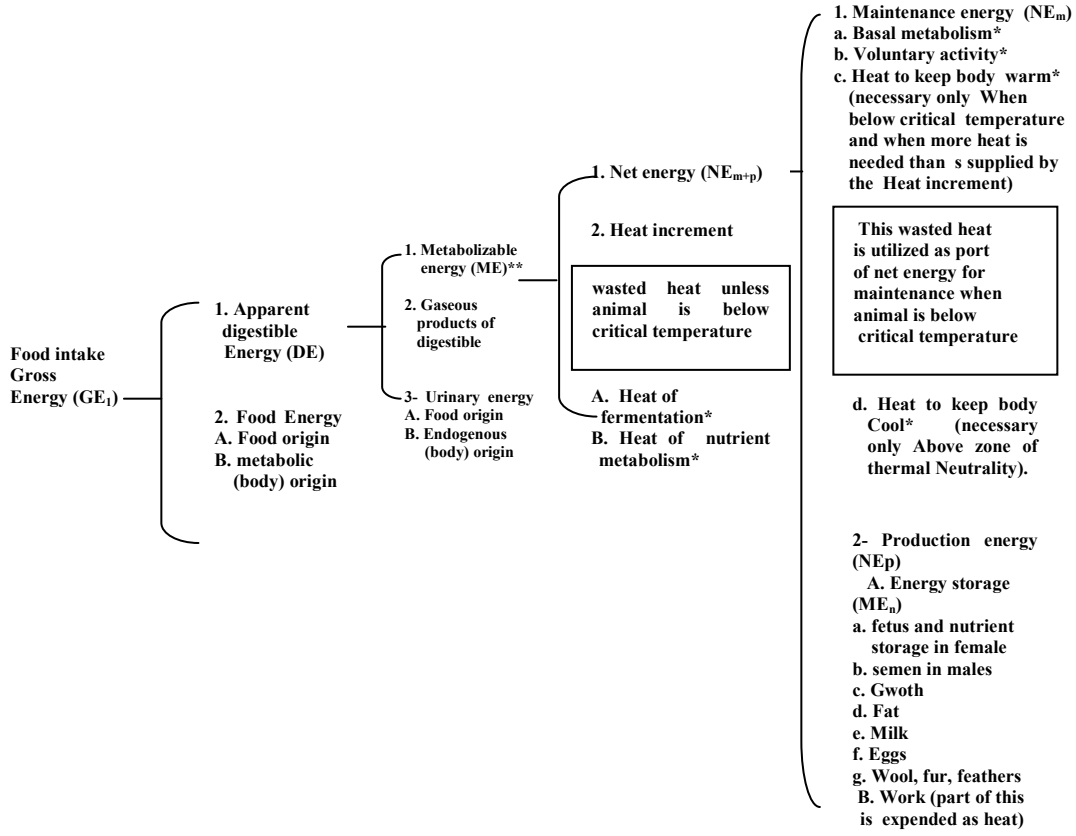 Food intake
Gross
Energy (GE1)
1. Apparent
digestible
Energy (DE)
2. Food Energy
A. Food origin
B. metabolic
(body) origin
1. Metabolizable
energy (ME)**
2. Gaseous
products of
digestible
3- Urinary energy
A. Food origin
B. Endogenous
(body) origin
1. Net energy (NEm+p)
2. Heat increment
wasted heat unless
animal is below
critical temperature
A. Heat of
fermentation*
B. Heat of nutrient
metabolism*
1. Maintenance energy (NEm)
a. Basal metabolism*
b. Voluntary activity*
c. Heat to keep body warm*
(necessary only When
below critical temperature
and when more heat is
needed than s supplied by
the Heat increment)
This wasted heat
is utilized as port
of net energy for
maintenance when
animal is below
critical temperature
d. Heat to keep body
Cool* (necessary
only Above zone of
thermal Neutrality).
2- Production energy
(NEp)
A. Energy storage
(MEn)
a. fetus and nutrient
storage in female
b. semen in males
c. Gwoth
d. Fat
e. Milk
f. Eggs
g. Wool, fur, feathers
B. Work (part of this
is expended as heat)